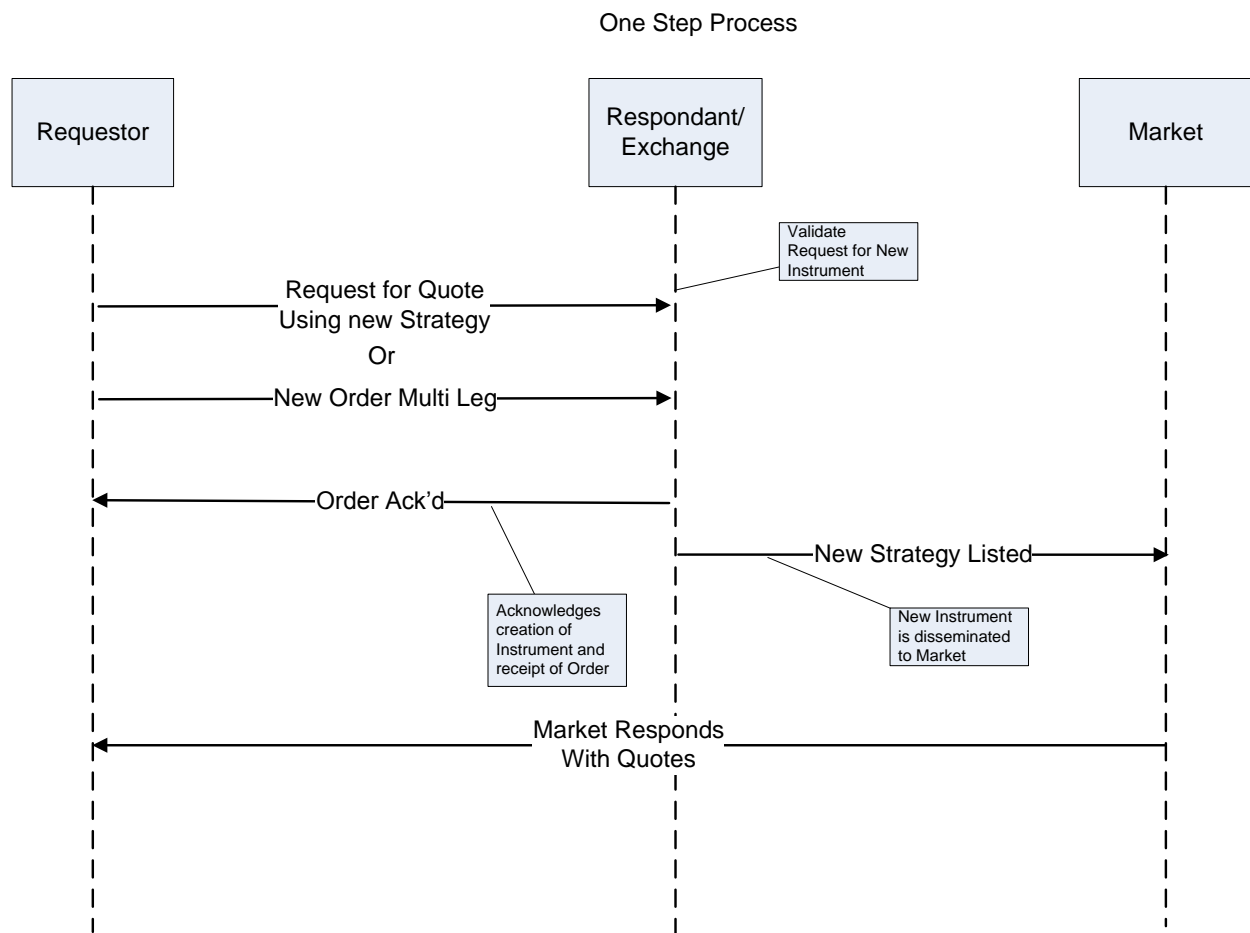 One Step Process
Requestor
Respondant/
Exchange
Market
Validate
Request for New
Instrument
Request for Quote
Using new Strategy
Or
New Order Multi Leg
Order Ack’d
New Strategy Listed
Acknowledges
creation of
Instrument and
receipt of Order
New Instrument
is disseminated
to Market
Market Responds
With Quotes